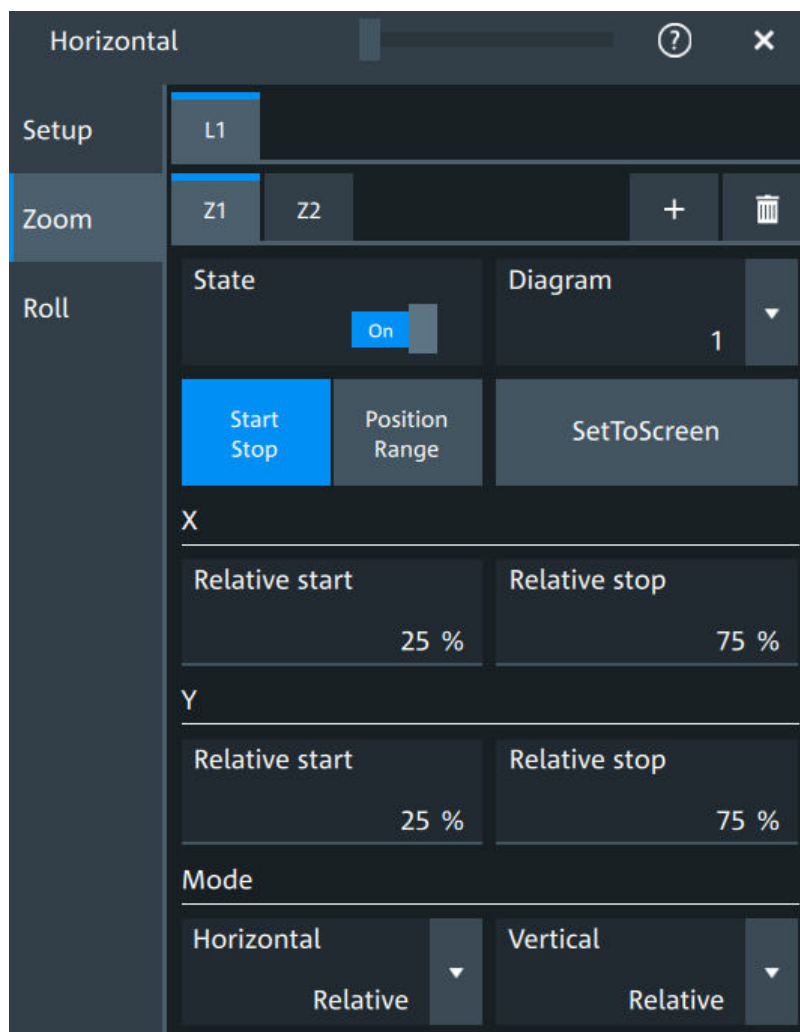 Horizontal ?
Setup L1
Zoom Z1 Z2 +
Roll State Diagram
On 1
Start Position SetToScreen
Stop Range
X
Relative start Relative stop
25 % 75 %
Y
Relative start Relative stop
25 % 75 %
Mode
Horizontal Vertical
Relative Relative